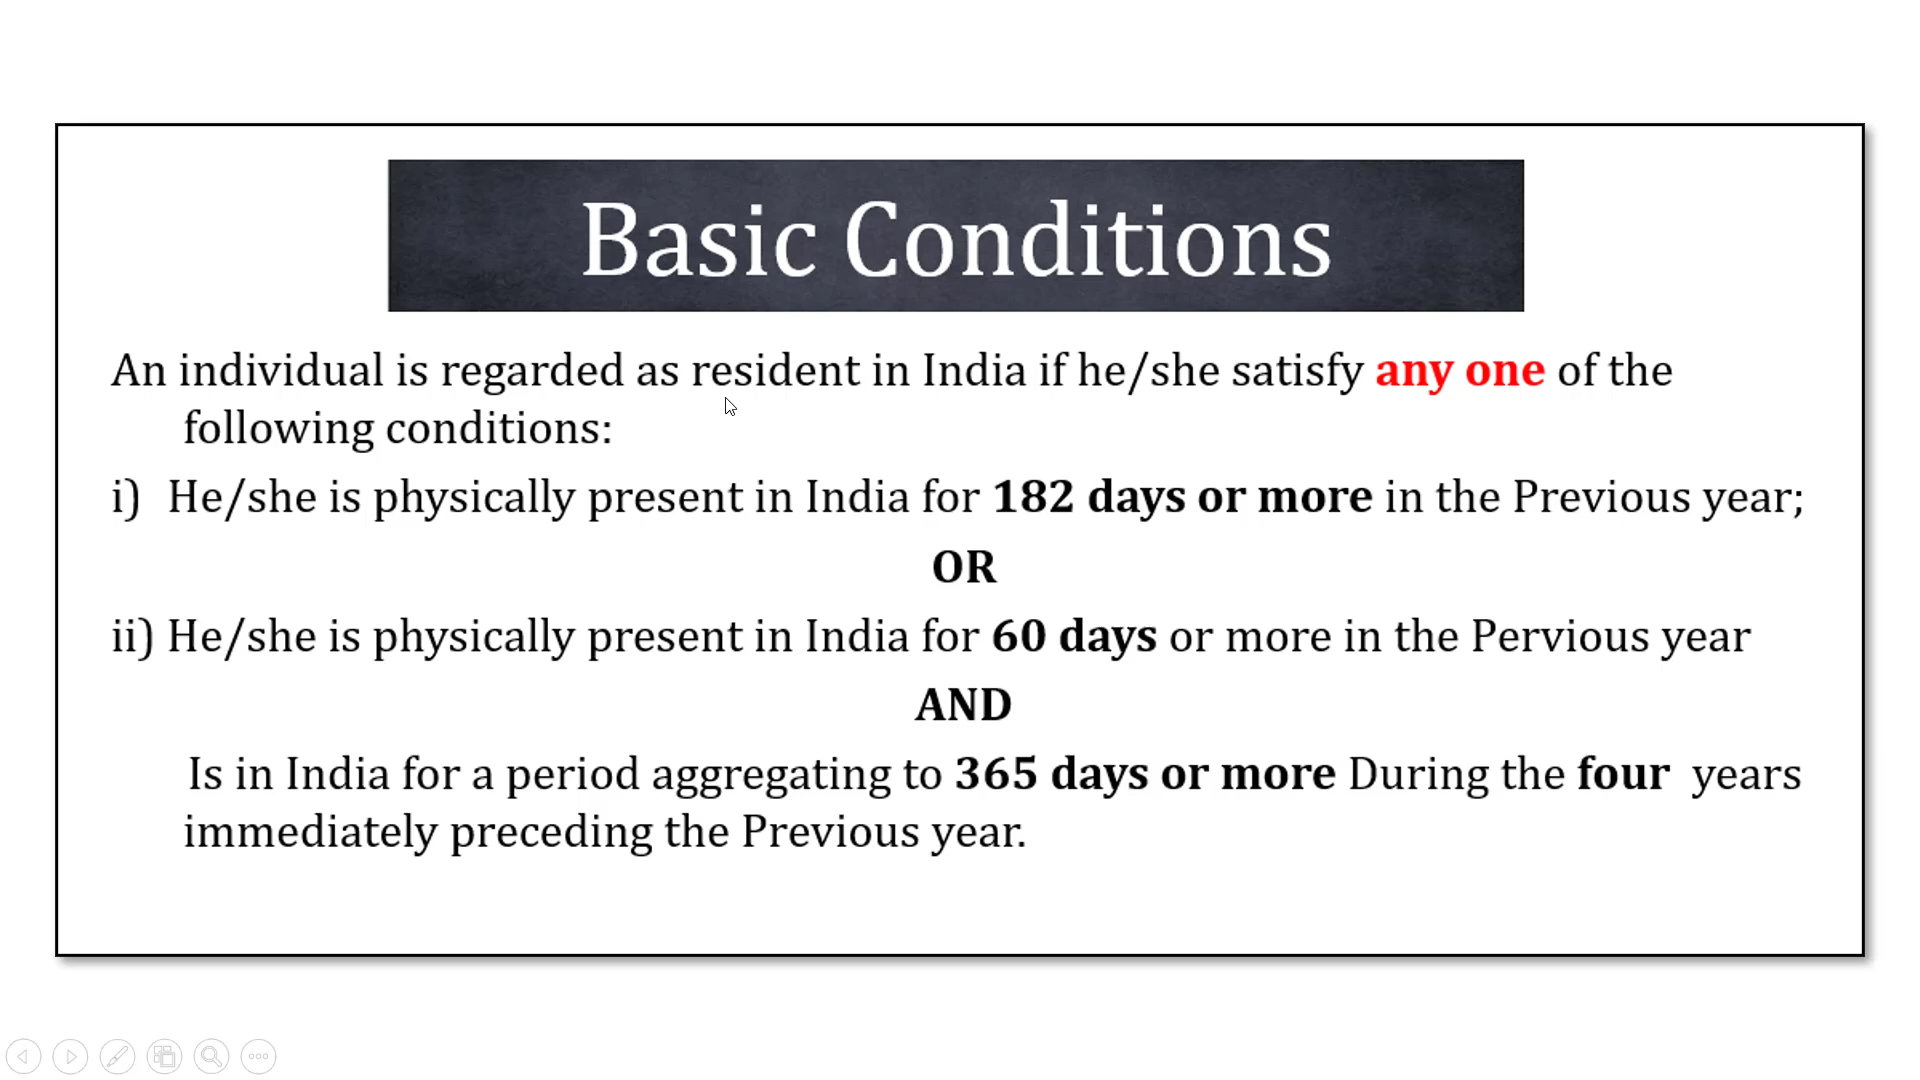 Basic Conditions
An individual is regarded as resident in India if he/she satisfy any one of the
following conditions:
i) He/she is physically present in India for 182 days or more in the Previous year;
OR
ii) He/she is physically present in India for 60 days or more in the Pervious year
AND
Is in India for a period aggregating to 365 days or more During the four years
immediately preceding the Previous year.